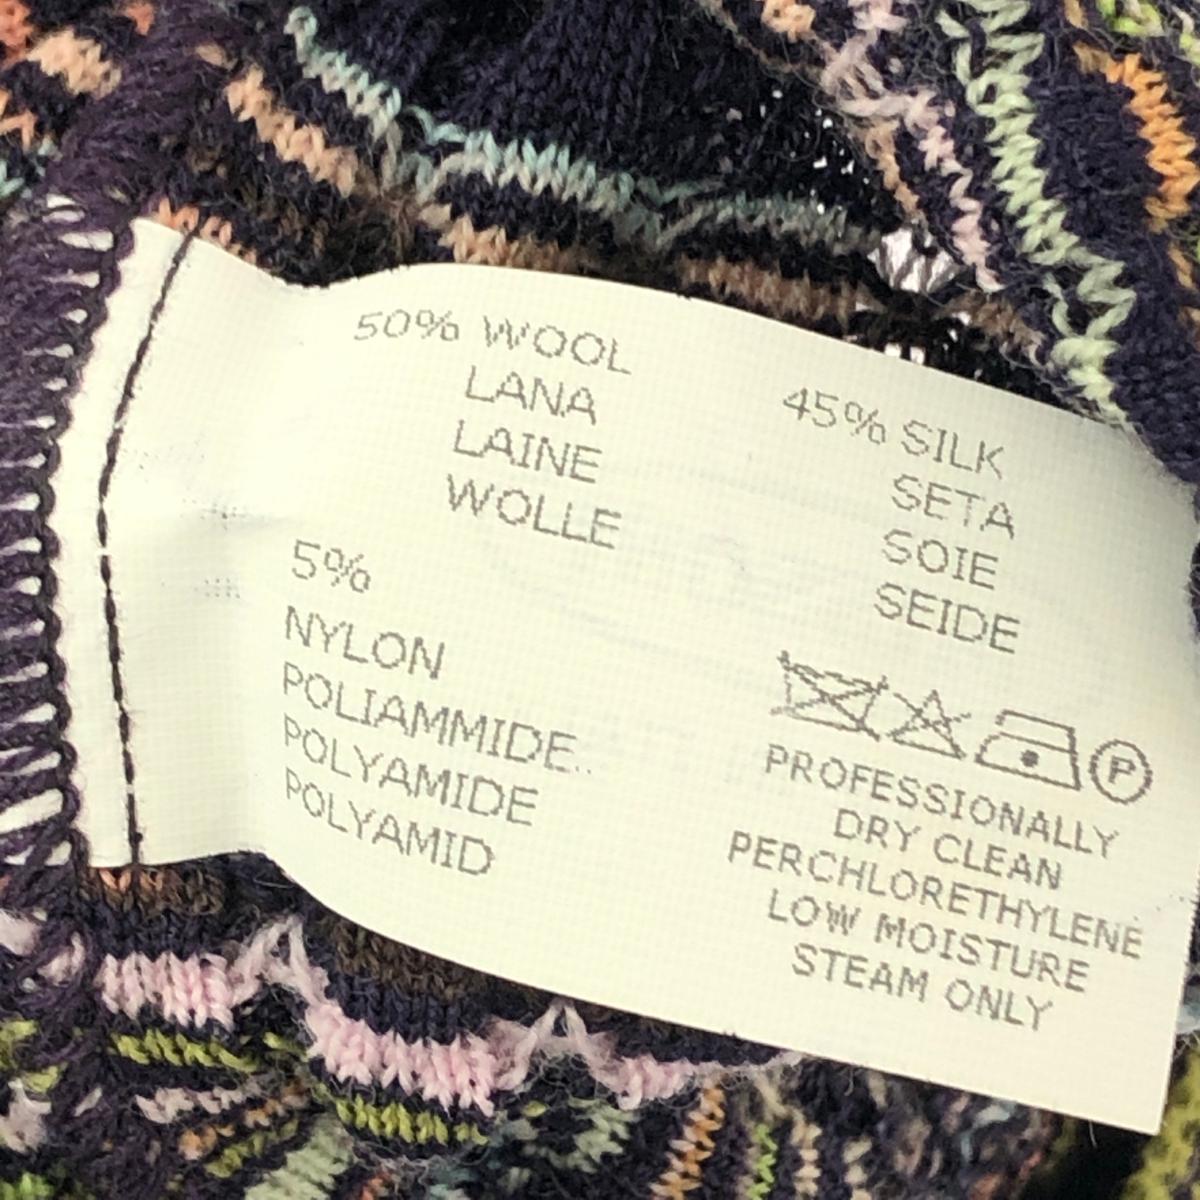 50% WOOL
LANA
LAINE
WOLLE
45% SILK
SETA
SOIE
SEIDE
5%
NYLON
POLIAMMIDE..
POLYAMIDE
POLYAMID
P
PROFESSIONALLY
DRY CLEAN
PERCHLORETHYLENE
LOW MOISTURE
STEAM ONLY